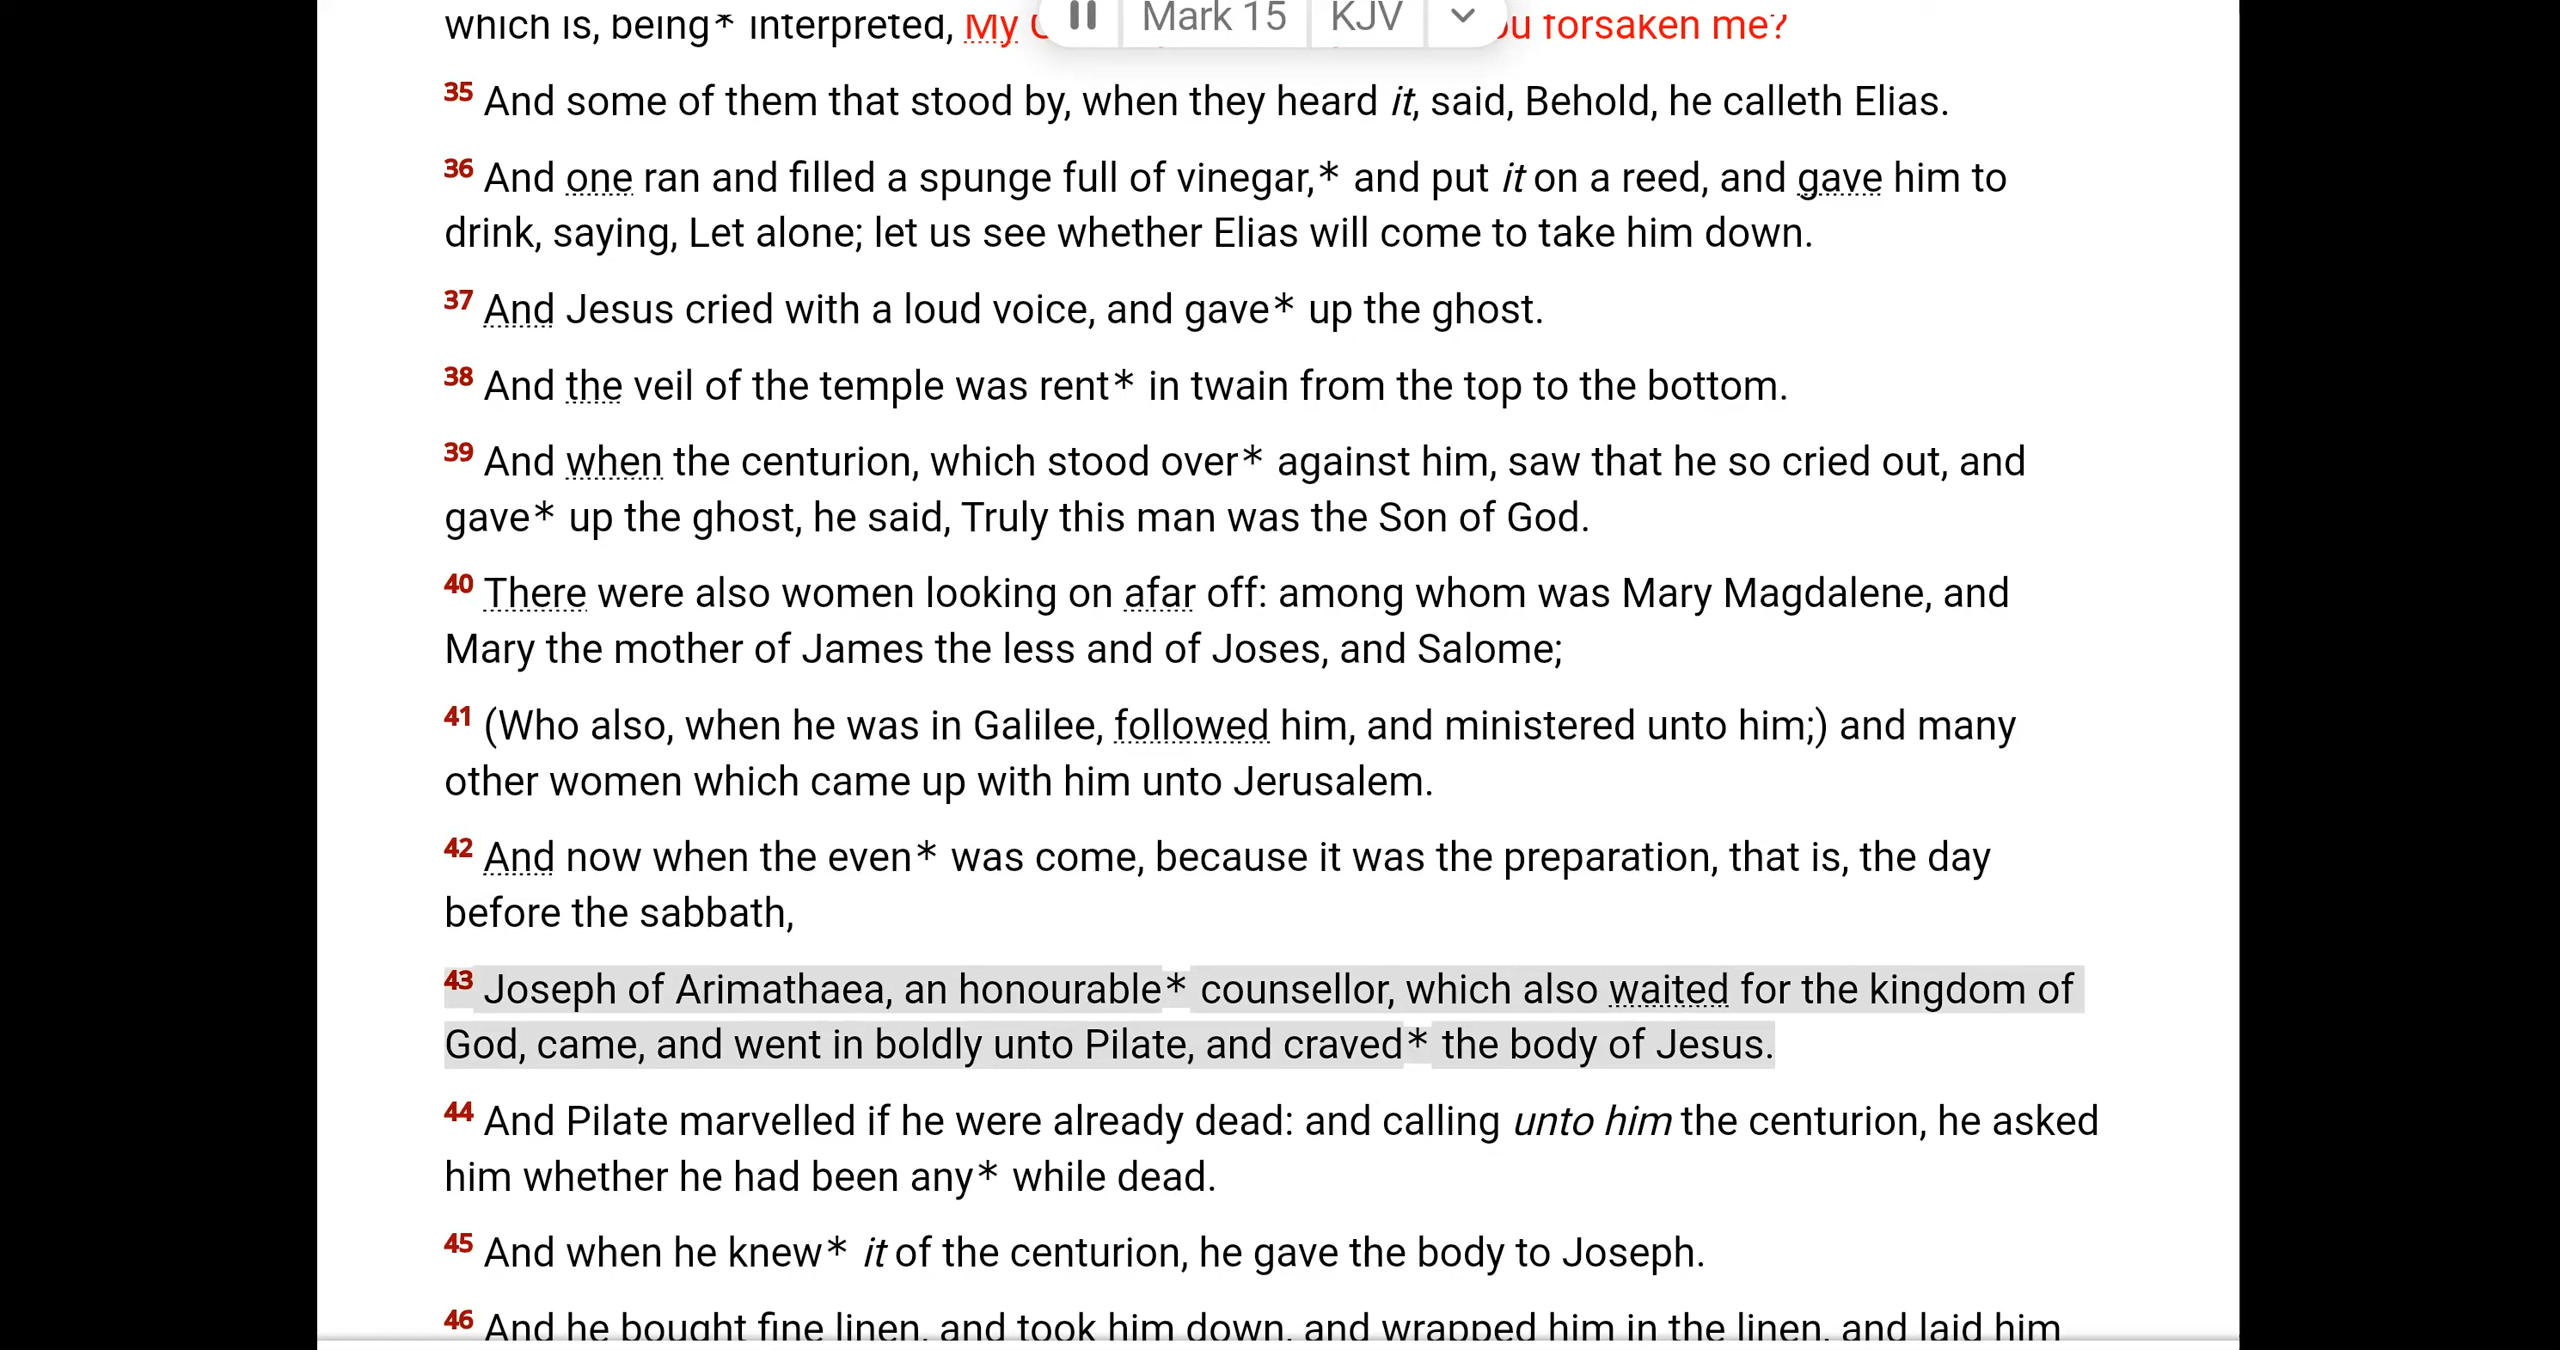 which is, being* interpreted, My
Mark 15
KJV
forsaken me?
35 And some of them that stood by, when they heard it, said, Behold, he calleth Elias.
36 And one ran and filled a spunge full of vinegar,* and put it on a reed, and gave him to
drink, saying, Let alone; let us see whether Elias will come to take him down.
37 And Jesus cried with a loud voice, and gave* up the ghost.
38 And the veil of the temple was rent* in twain from the top to the bottom.
39 And when the centurion, which stood over* against him, saw that he so cried out, and
gave* up the ghost, he said, Truly this man was the Son of God.
40 There were also women looking on afar off: among whom was Mary Magdalene, and
Mary the mother of James the less and of Joses, and Salome;
41 (Who also, when he was in Galilee, followed him, and ministered unto him;) and many
other women which came up with him unto Jerusalem.
42 And now when the even* was come, because it was the preparation, that is, the day
before the sabbath,
43 Joseph of Arimathaea, an honourable* counsellor, which also waited for the kingdom of
God, came, and went in boldly unto Pilate, and craved* the body of Jesus.
44 And Pilate marvelled if he were already dead: and calling unto him the centurion, he asked
him whether he had been any* while dead.
45 And when he knew* it of the centurion, he gave the body to Joseph.
46 And he bought fine linen, and took him down, and wrapped him in the linen, and laid him